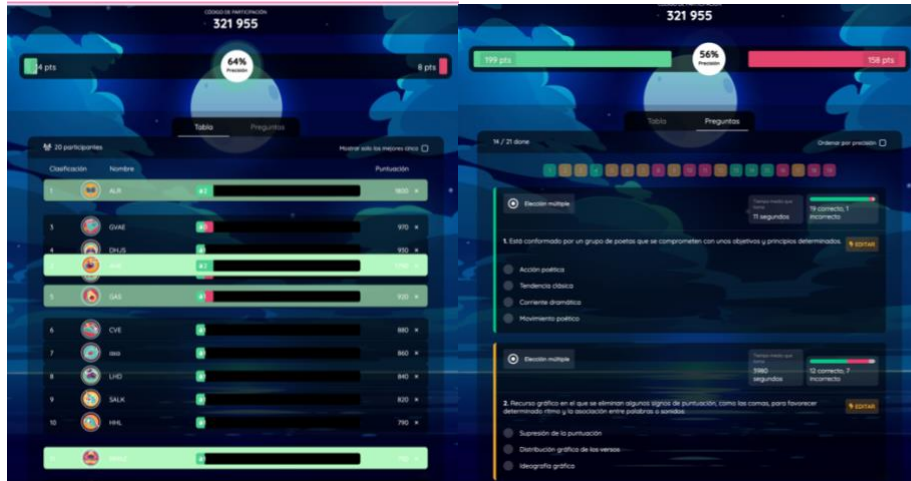 CÓDIGO DE PARTICIPACIÓN
321 955
14 pts
64%
Precisión
8 pts
Tabla
Preguntas
20 participantes
Mostrar solo los mejores cinco
Clasificación
Nombre
Puntuación
1
ALR
1800
3
GVAE
970
4
DHJS
930
5
GAS
920
6
CVE
880
7
860
8
LHD
840
9
SALK
820
10
HHL
790
321 955
199 pts
56%
Precisión
158 pts
Tabla
Preguntas
14 / 21 done
Ordenar por precisión
Elección múltiple
11 segundos
19 correcto, 1
incorrecto
1. Está conformado por un grupo de poetas que se comprometen con unos objetivos y principios determinados.
EDITAR
Acción poética
Tendencia clásica
Corriente dramática
Movimiento poético
Elección múltiple
5980
segundos
12 correcto, 7
incorrecto
2. Recurso gráfico en el que se eliminan algunos signos de puntuación, como las comas, para favorecer
determinado ritmo y la asociación entre palabras o sonidos
EDITAR
Supresión de la puntuación
Distribución gráfica de los versos
Ideografía gráfico